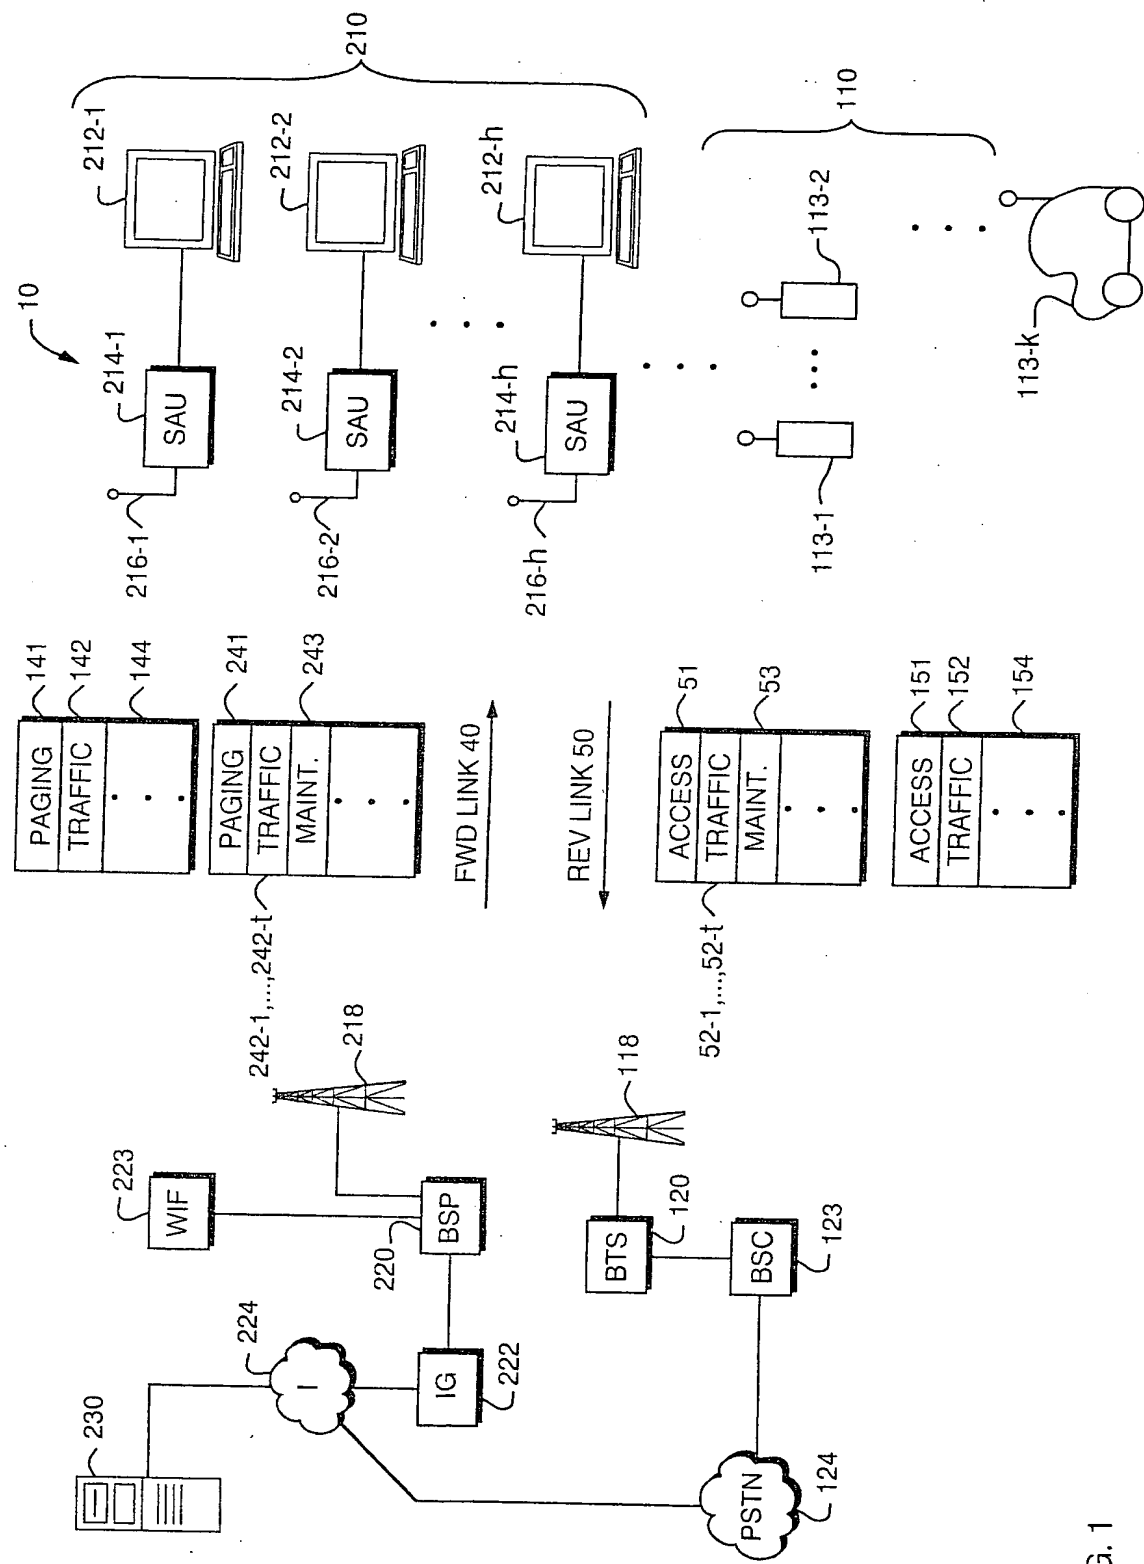 10
230
224
I
IG
222
223
WIF
220
BSP
218
PSTN
124
BTS
120
BSC
123
118
PAGING
141
TRAFFIC
142
144
PAGING
241
TRAFFIC
MAINT.
243
242-1,...,242-t
FWD LINK 40
REV LINK 50
ACCESS
51
TRAFFIC
MAINT.
53
52-1,...,52-t
ACCESS
151
TRAFFIC
152
154
216-1
214-1
SAU
212-1
216-2
214-2
SAU
212-2
216-h
214-h
SAU
212-h
210
113-1
113-2
113-k
110
G. 1